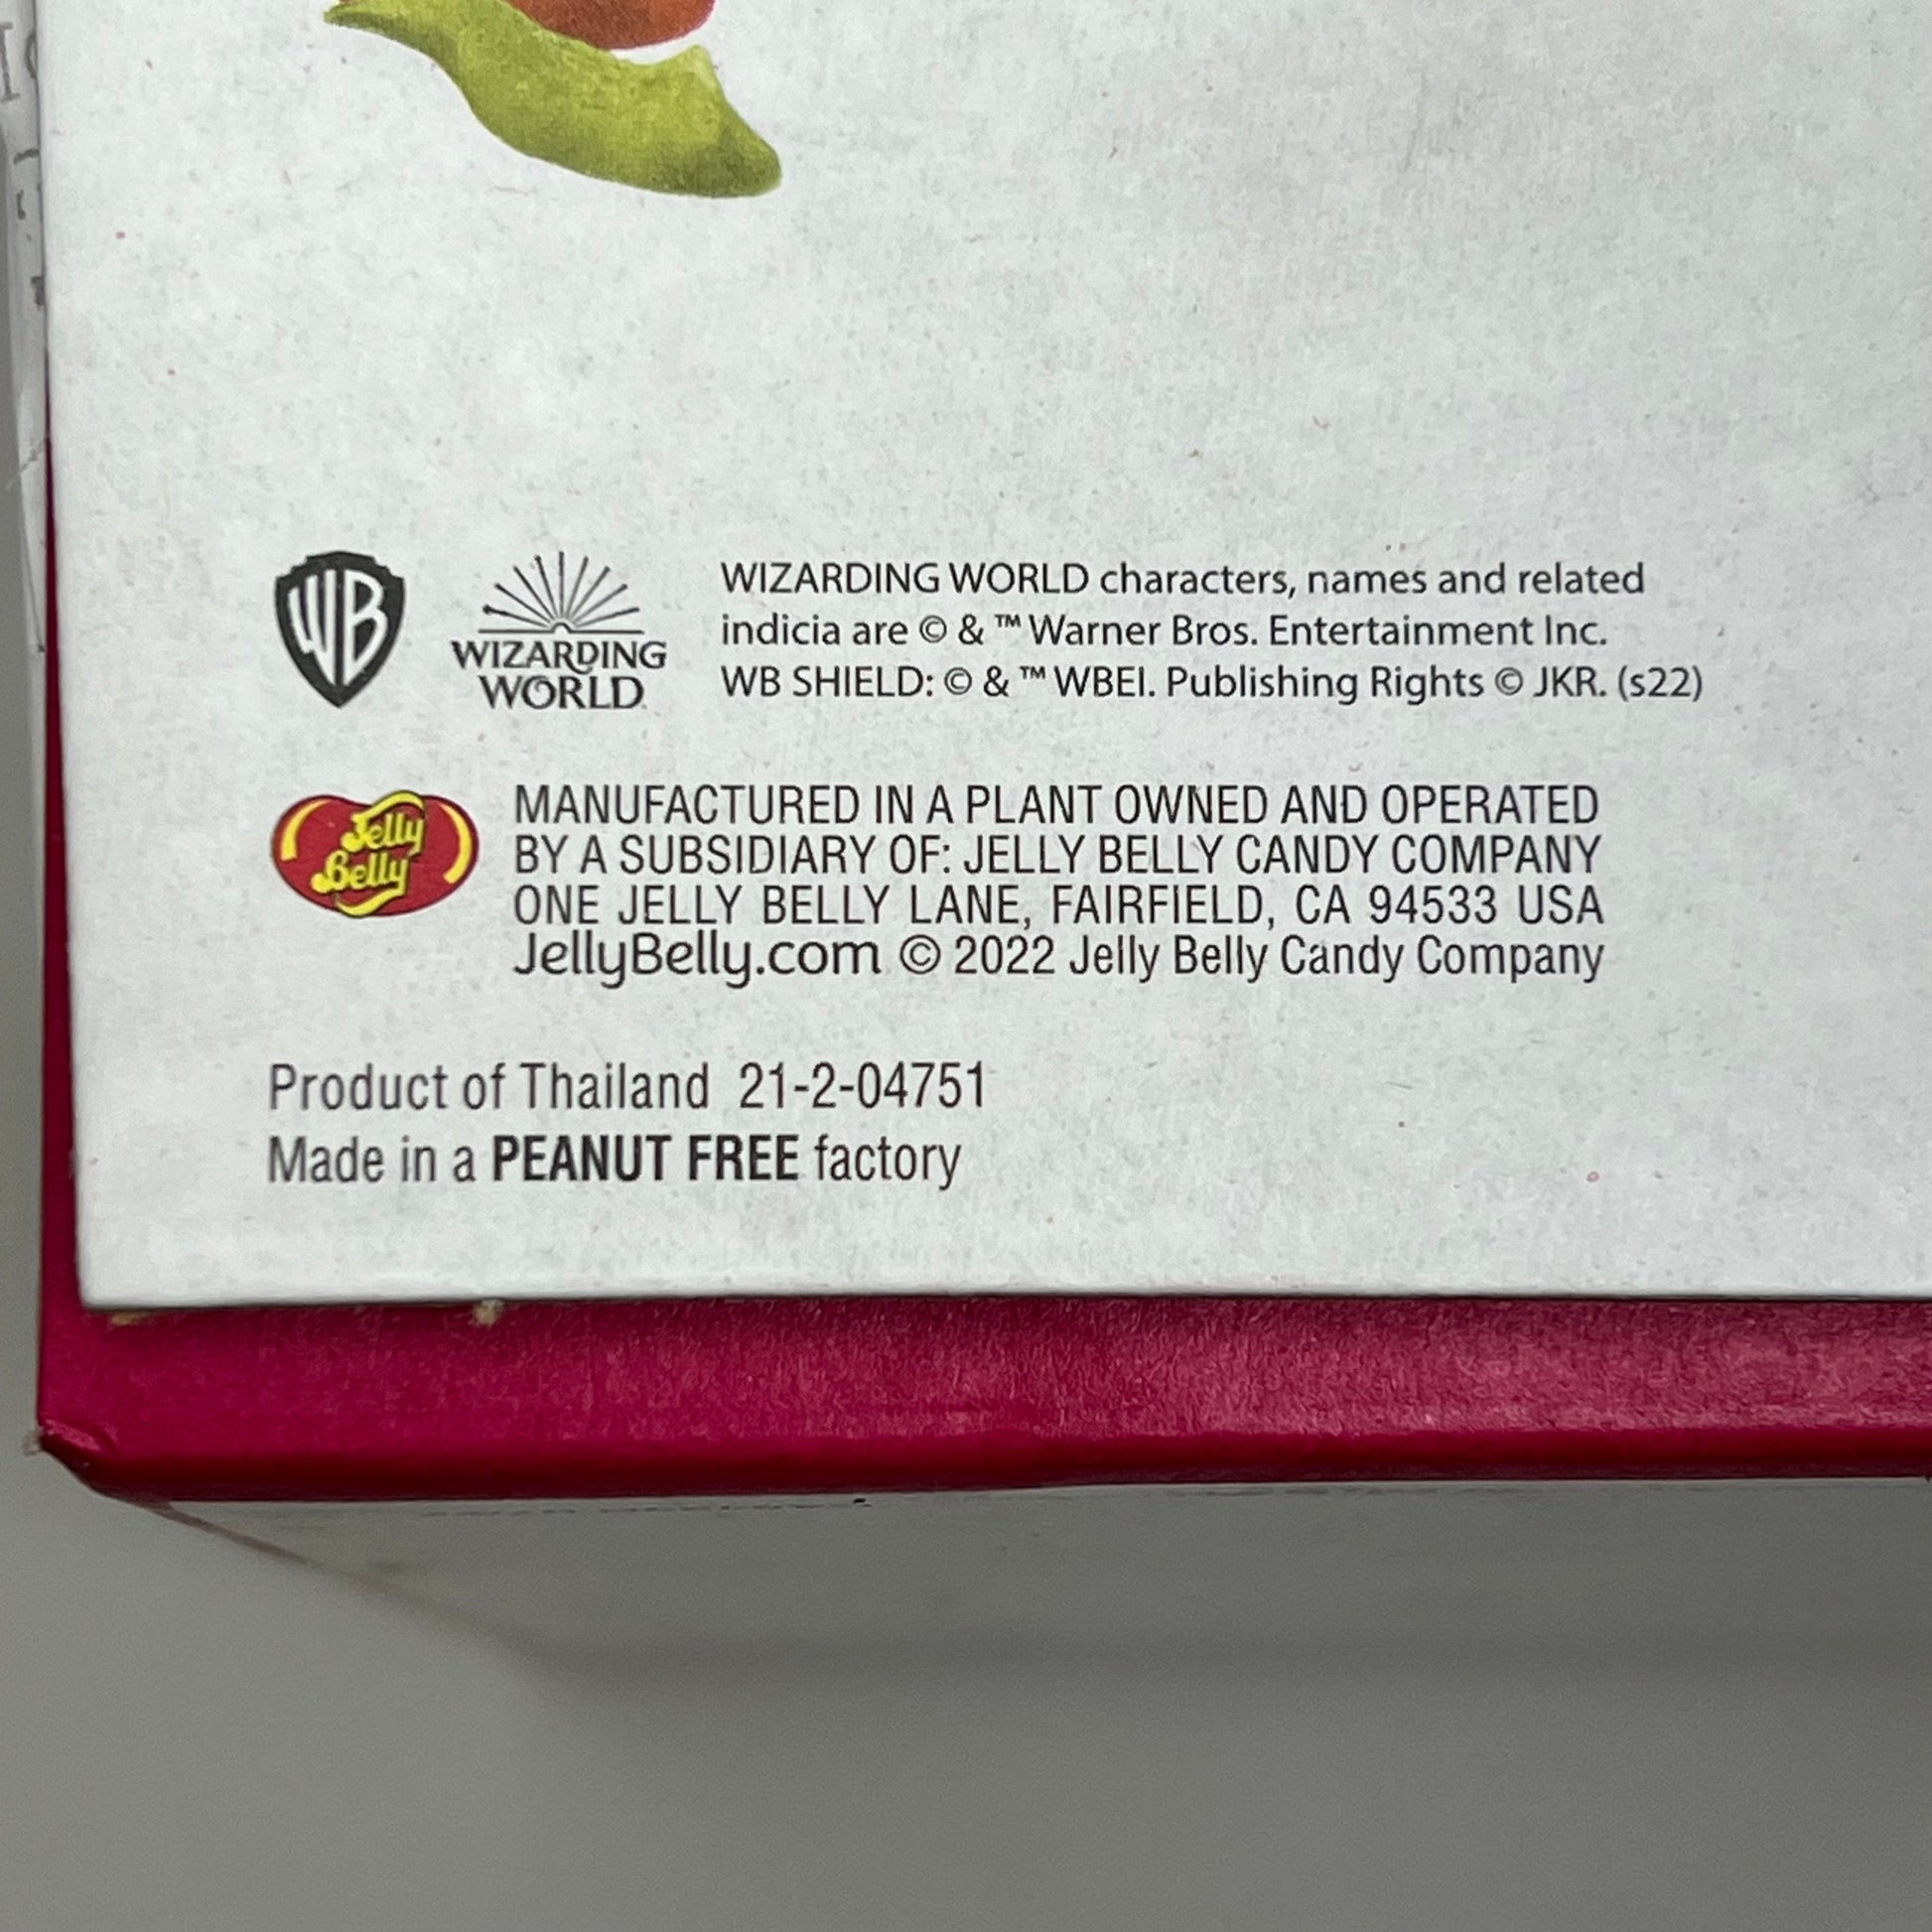 WB
WIZARDING
WORLD
WIZARDING WORLD characters, names and related
indicia are © & ™ Warner Bros. Entertainment Inc.
WB SHIELD: © & ™ WBEI. Publishing Rights © JKR. (s22)
Jelly
Belly
MANUFACTURED IN A PLANT OWNED AND OPERATED
BY A SUBSIDIARY OF: JELLY BELLY CANDY COMPANY
ONE JELLY BELLY LANE, FAIRFIELD, CA 94533 USA
JellyBelly.com © 2022 Jelly Belly Candy Company
Product of Thailand 21-2-04751
Made in a PEANUT FREE factory